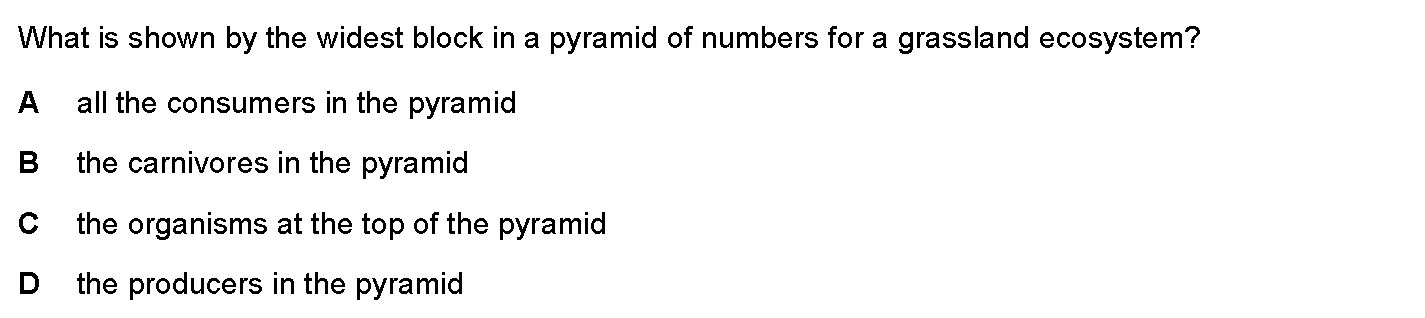 What is shown by the widest block in a pyramid of numbers for a grassland ecosystem?
A all the consumers in the pyramid
B the carnivores in the pyramid
C the organisms at the top of the pyramid
D the producers in the pyramid